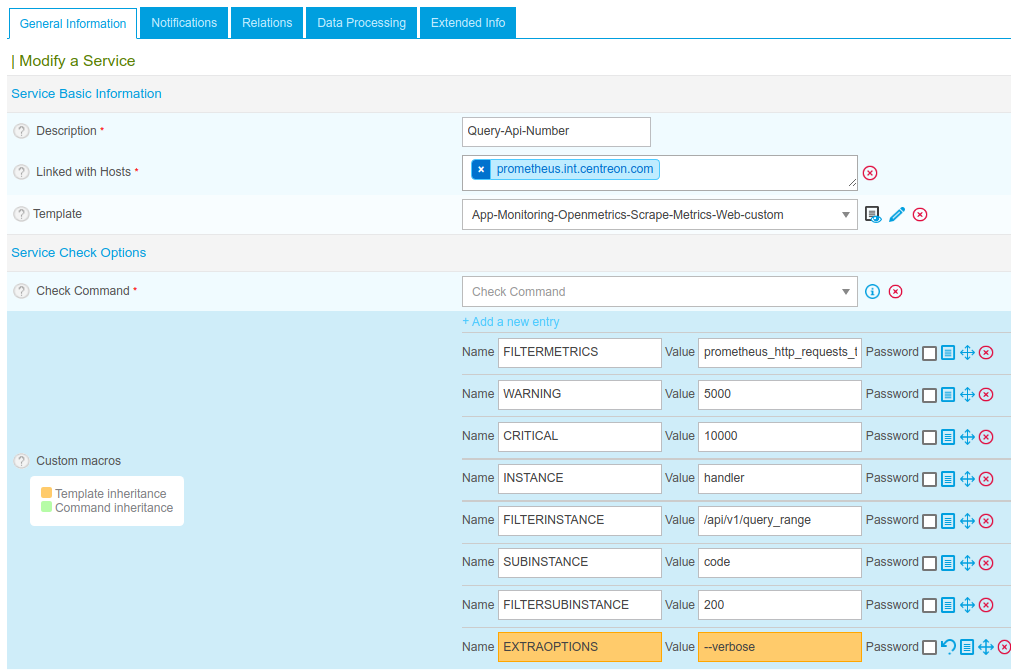 General Information Notifications Relations Data Processing Extended Info
| Modify a Service
Service Basic Information
? Description * Query-Api-Number
? Linked with Hosts * × prometheus.int.centreon.com
? Template App-Monitoring-Openmetrics-Scrape-Metrics-Web-custom
Service Check Options
? Check Command * Check Command
+ Add a new entry
Name FILTERMETRICS Value prometheus_http_requests_t Password
Name WARNING Value 5000 Password
Name CRITICAL Value 10000 Password
? Custom macros
Template inheritance
Command inheritance
Name INSTANCE Value handler Password
Name FILTERINSTANCE Value /api/v1/query_range Password
Name SUBINSTANCE Value code Password
Name FILTERSUBINSTANCE Value 200 Password
Name EXTRAOPTIONS Value --verbose Password